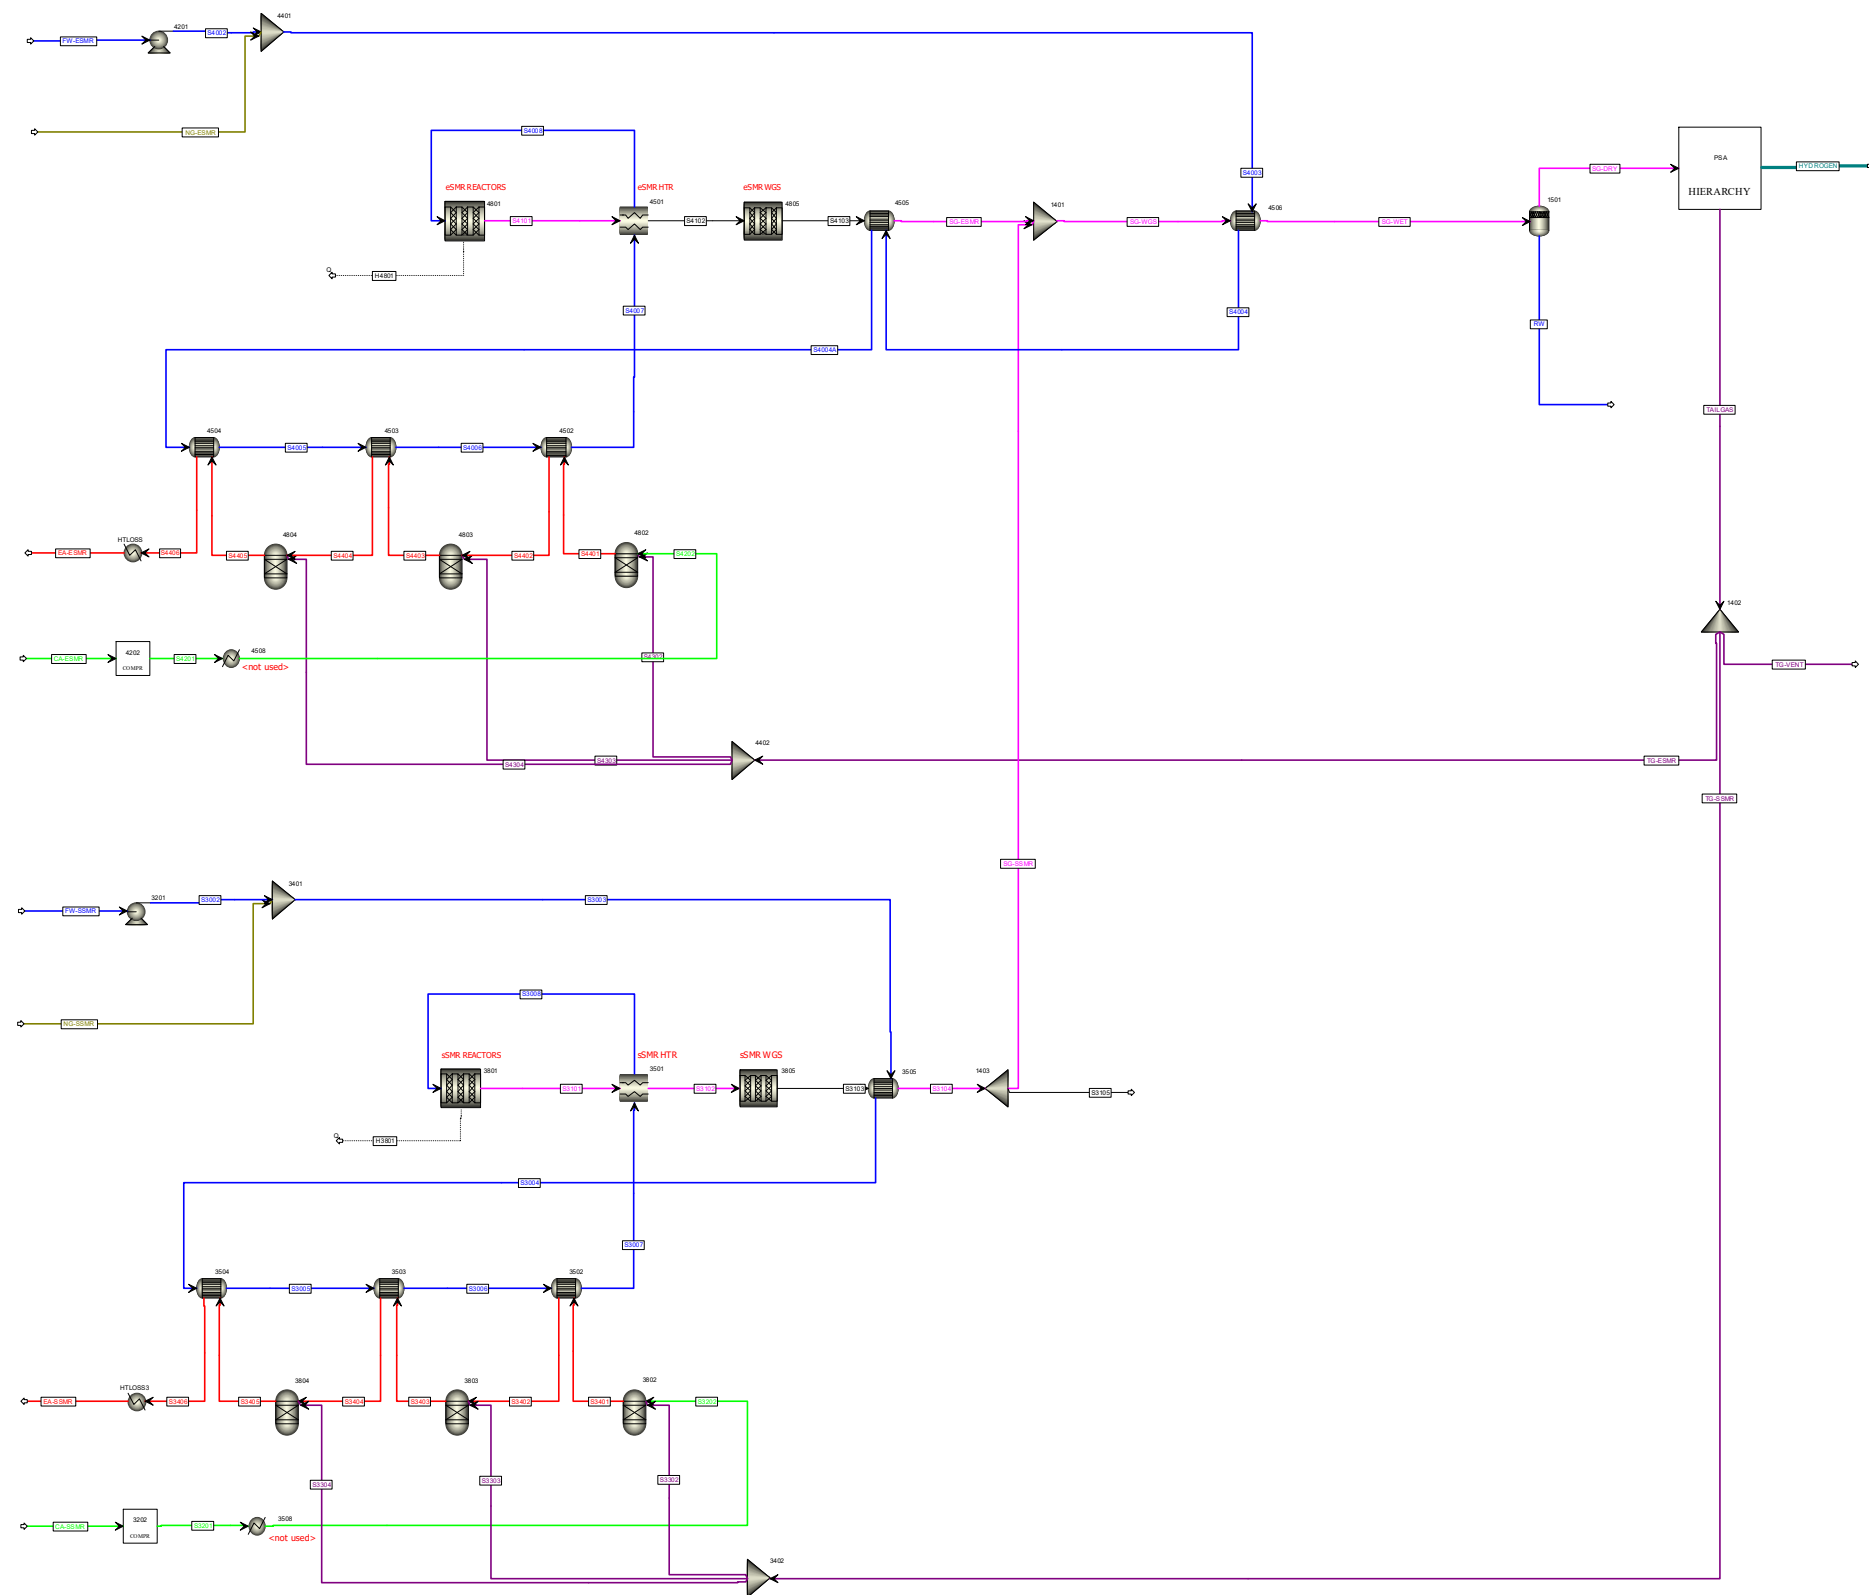 4401
4201
FW-ESMR
S4002
NG-ESMR
S4008
eSMR REACTORS
4801
S4101
eSMR HTR
4501
S4102
eSMR WGS
4805
S4103
4505
SG-ESMR
1401
SG-WGS
S4003
4506
SG-WET
SG-DRY
1501
PSA
HIERARCHY
HYDROGEN
H4801
Q
S4007
S4004
RW
S4004A
TAILGAS
4504
S4005
4503
S4006
4502
EA-ESMR
HTLOSS
S4406
S4405
4804
S4404
S4403
4803
S4402
S4401
4802
S4202
CA-ESMR
4202
COMPR
S4201
4508
<not used>
S4302
1402
TG-VENT
4402
S4304
S4303
TG-ESMR
TG-SSMR
SG-SSMR
3401
3201
FW-SSMR
S3002
S3003
NG-SSMR
S3008
sSMR REACTORS
3801
S3101
sSMR HTR
3501
S3102
sSMR WGS
3805
S3103
3505
S3104
1403
S3105
H3801
Q
S3004
S3007
3504
S3005
3503
S3006
3502
EA-SSMR
HTLOSS3
S3406
S3405
3804
S3404
S3403
3803
S3402
S3401
3802
S3202
S3304
S3303
S3302
CA-SSMR
3202
COMPR
S3201
3508
<not used>
3402